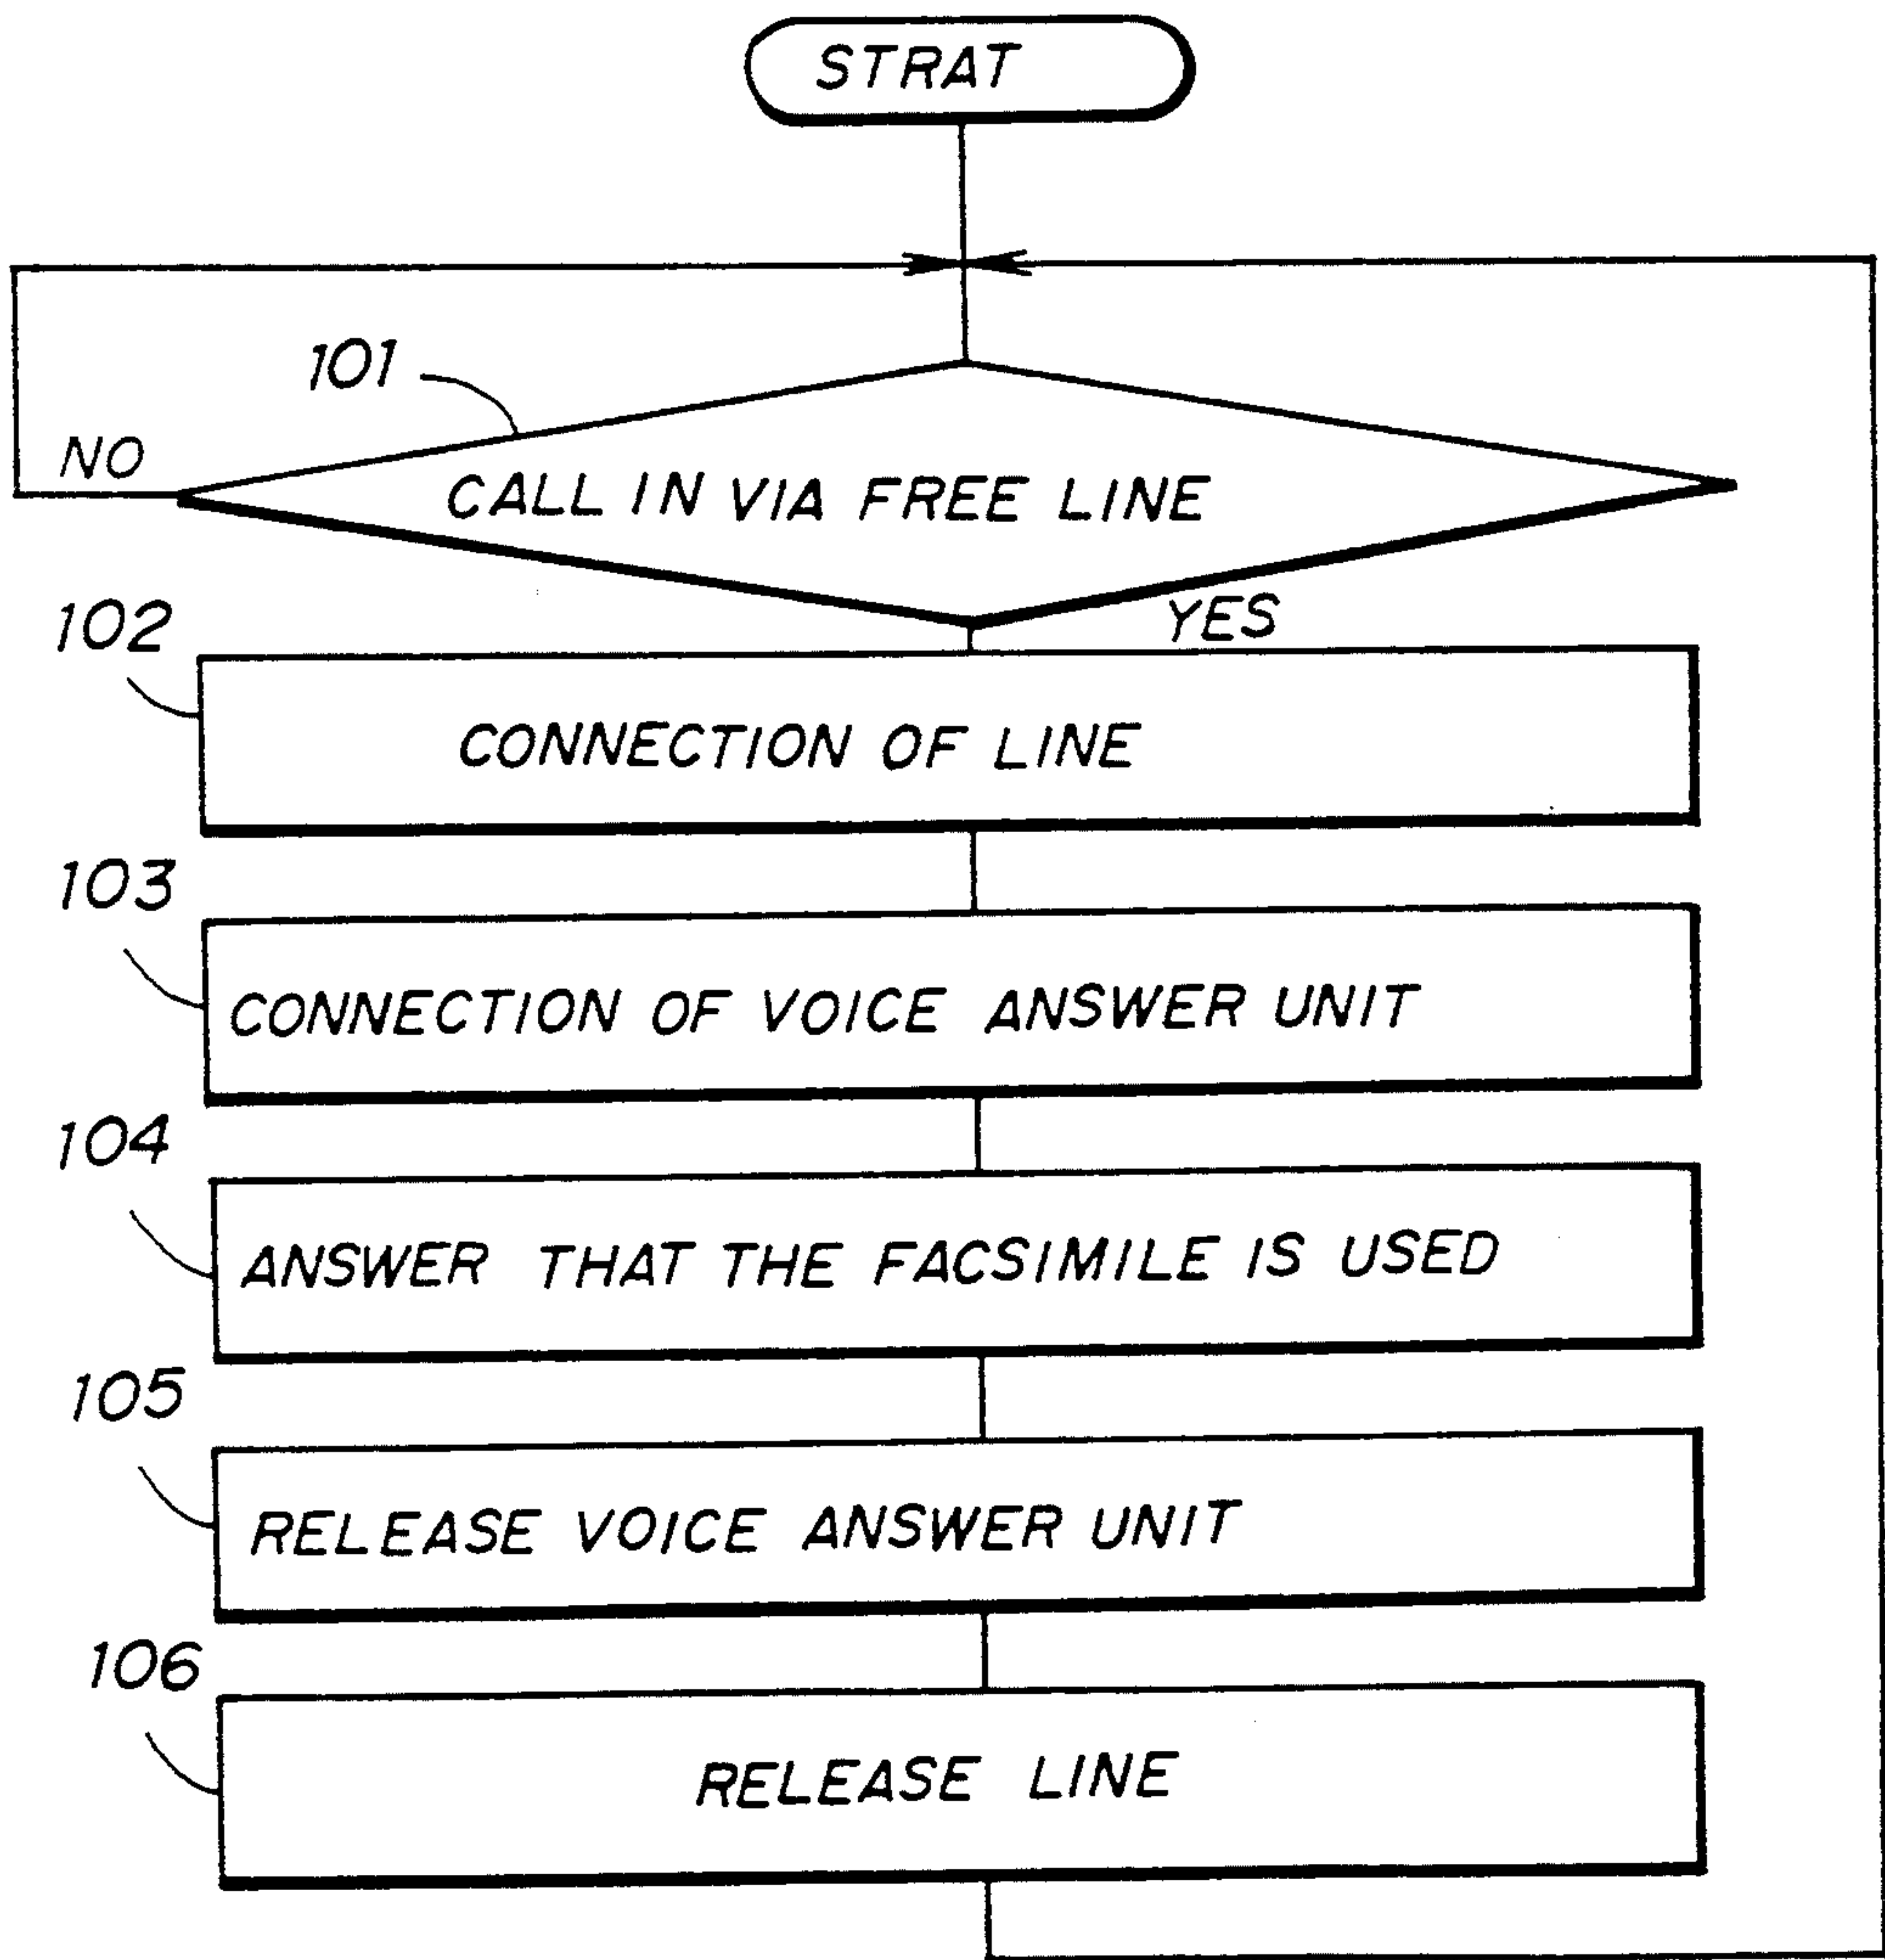 STRAT
101
NO
CALL IN VIA FREE LINE
YES
102
CONNECTION OF LINE
103
CONNECTION OF VOICE ANSWER UNIT
104
ANSWER THAT THE FACSIMILE IS USED
105
RELEASE VOICE ANSWER UNIT
106
RELEASE LINE